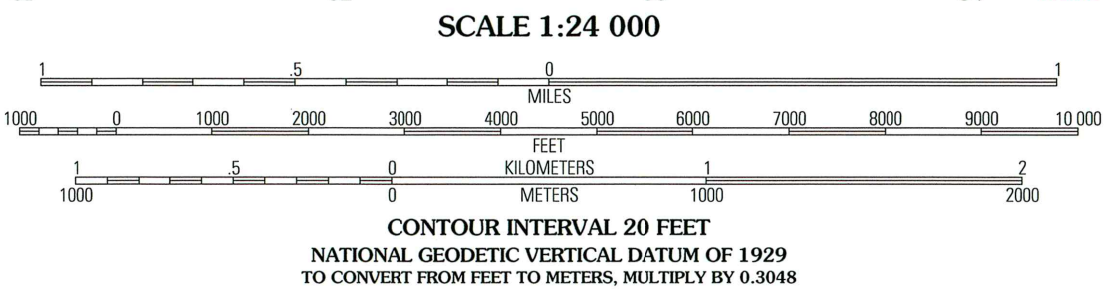 SCALE 1:24 000
1 .5 0 1
MILES
1000 0 1000 2000 3000 4000 5000 6000 7000 8000 9000 10 000
FEET
1 .5 0 KILOMETERS 1 2
1000 0 METERS 1000 2000
CONTOUR INTERVAL 20 FEET
NATIONAL GEODETIC VERTICAL DATUM OF 1929
TO CONVERT FROM FEET TO METERS, MULTIPLY BY 0.3048